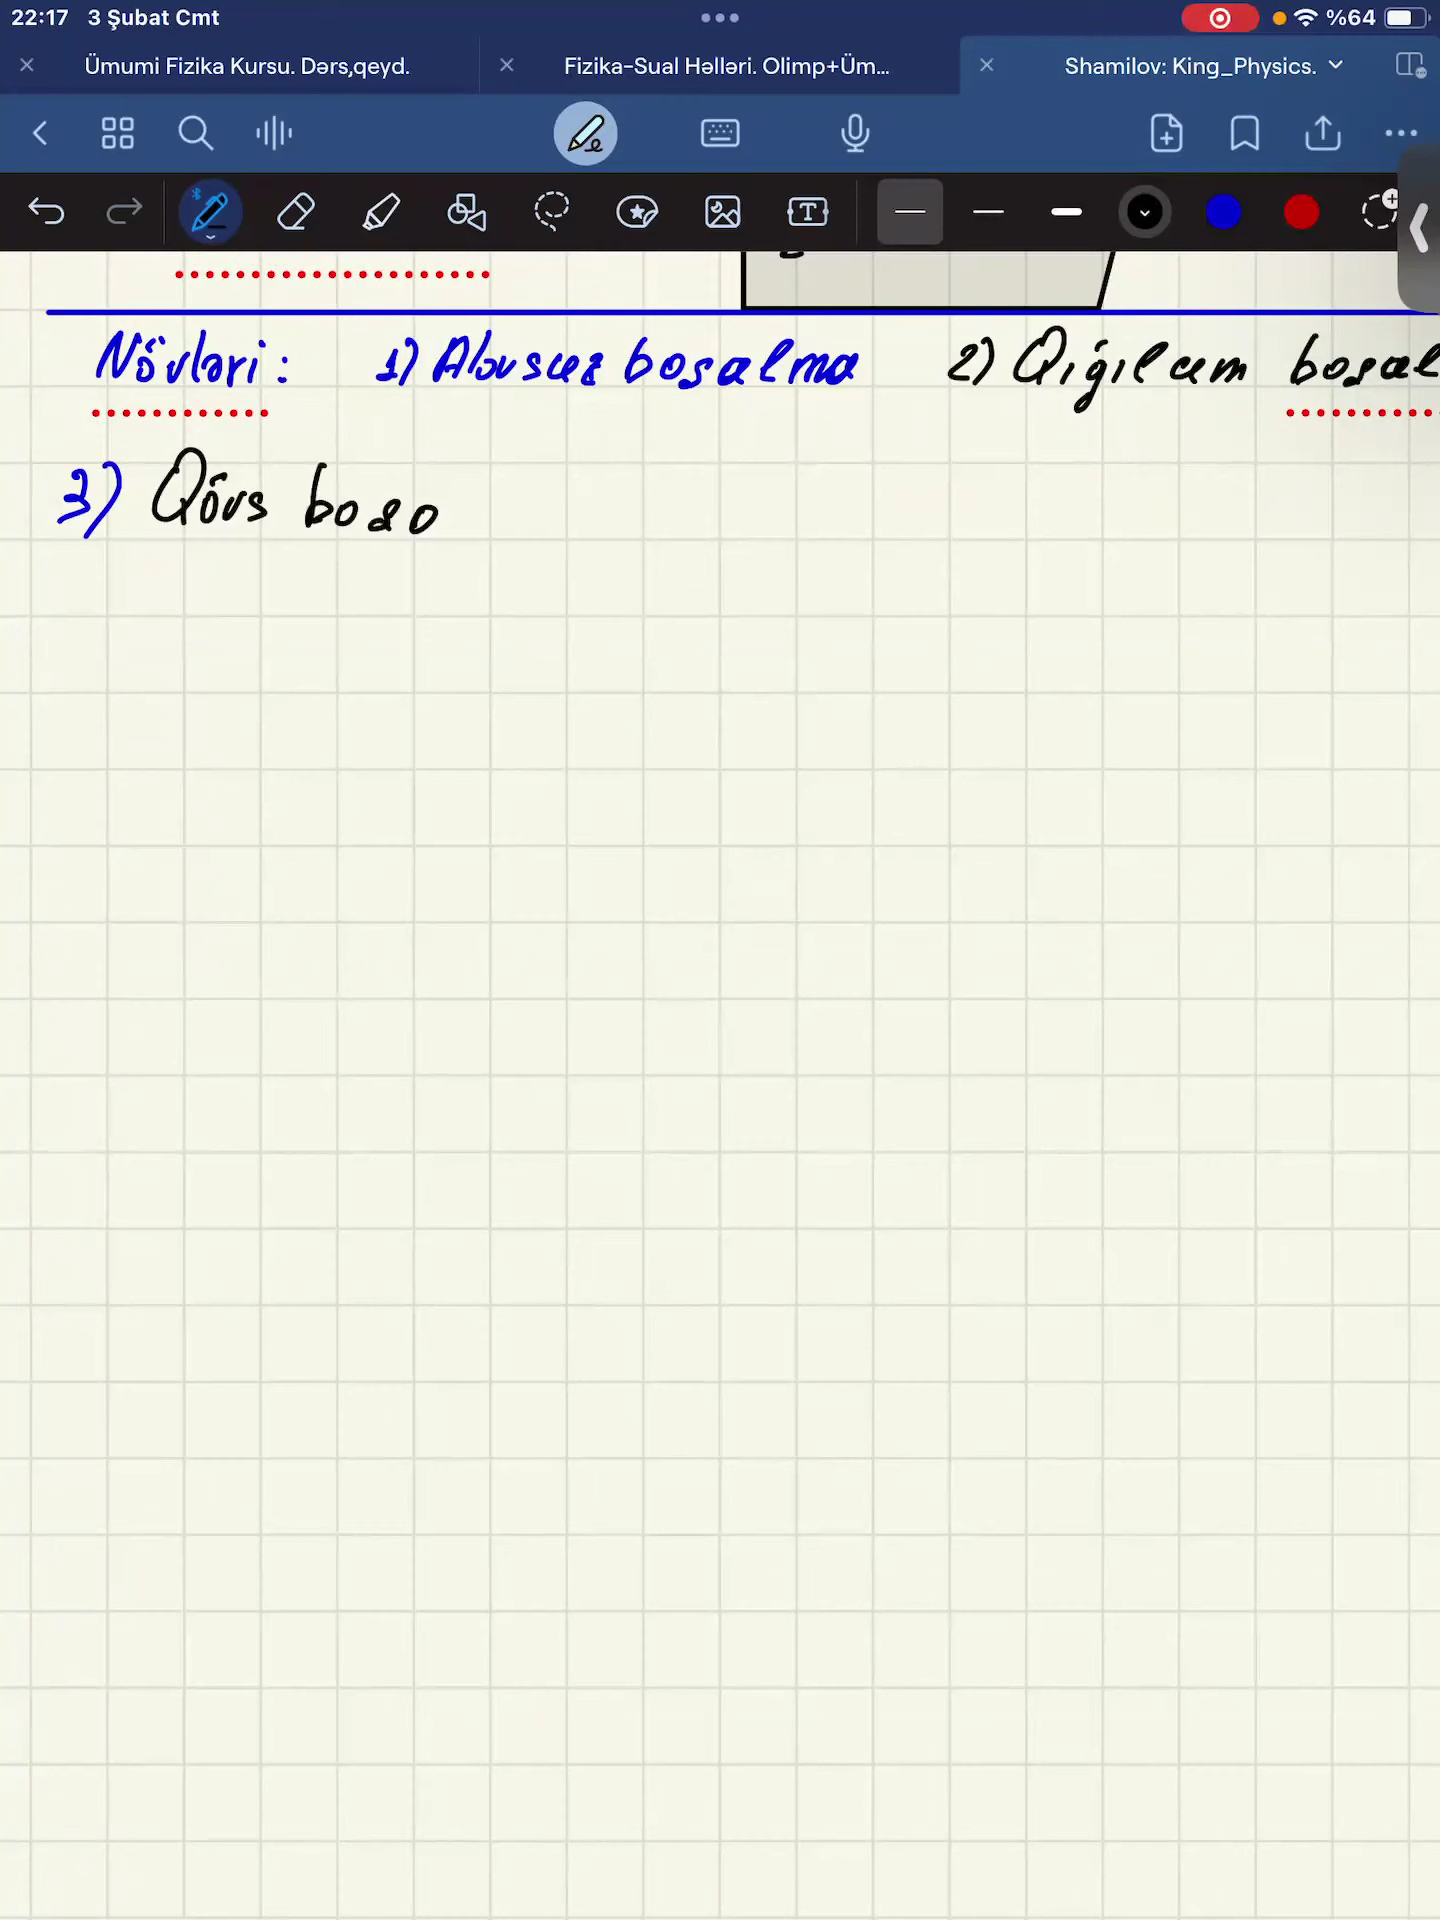 22:17 3 Şubat Cmt %64
Ümumi Fizika Kursu. Dərs,qeyd. Fizika-Sual Həlləri. Olimp+Üm... Shamilov: King_Physics.
Növləri: 1) Alovsuz boşalma 2) Qığılcım boşal
3) Qövs boşa